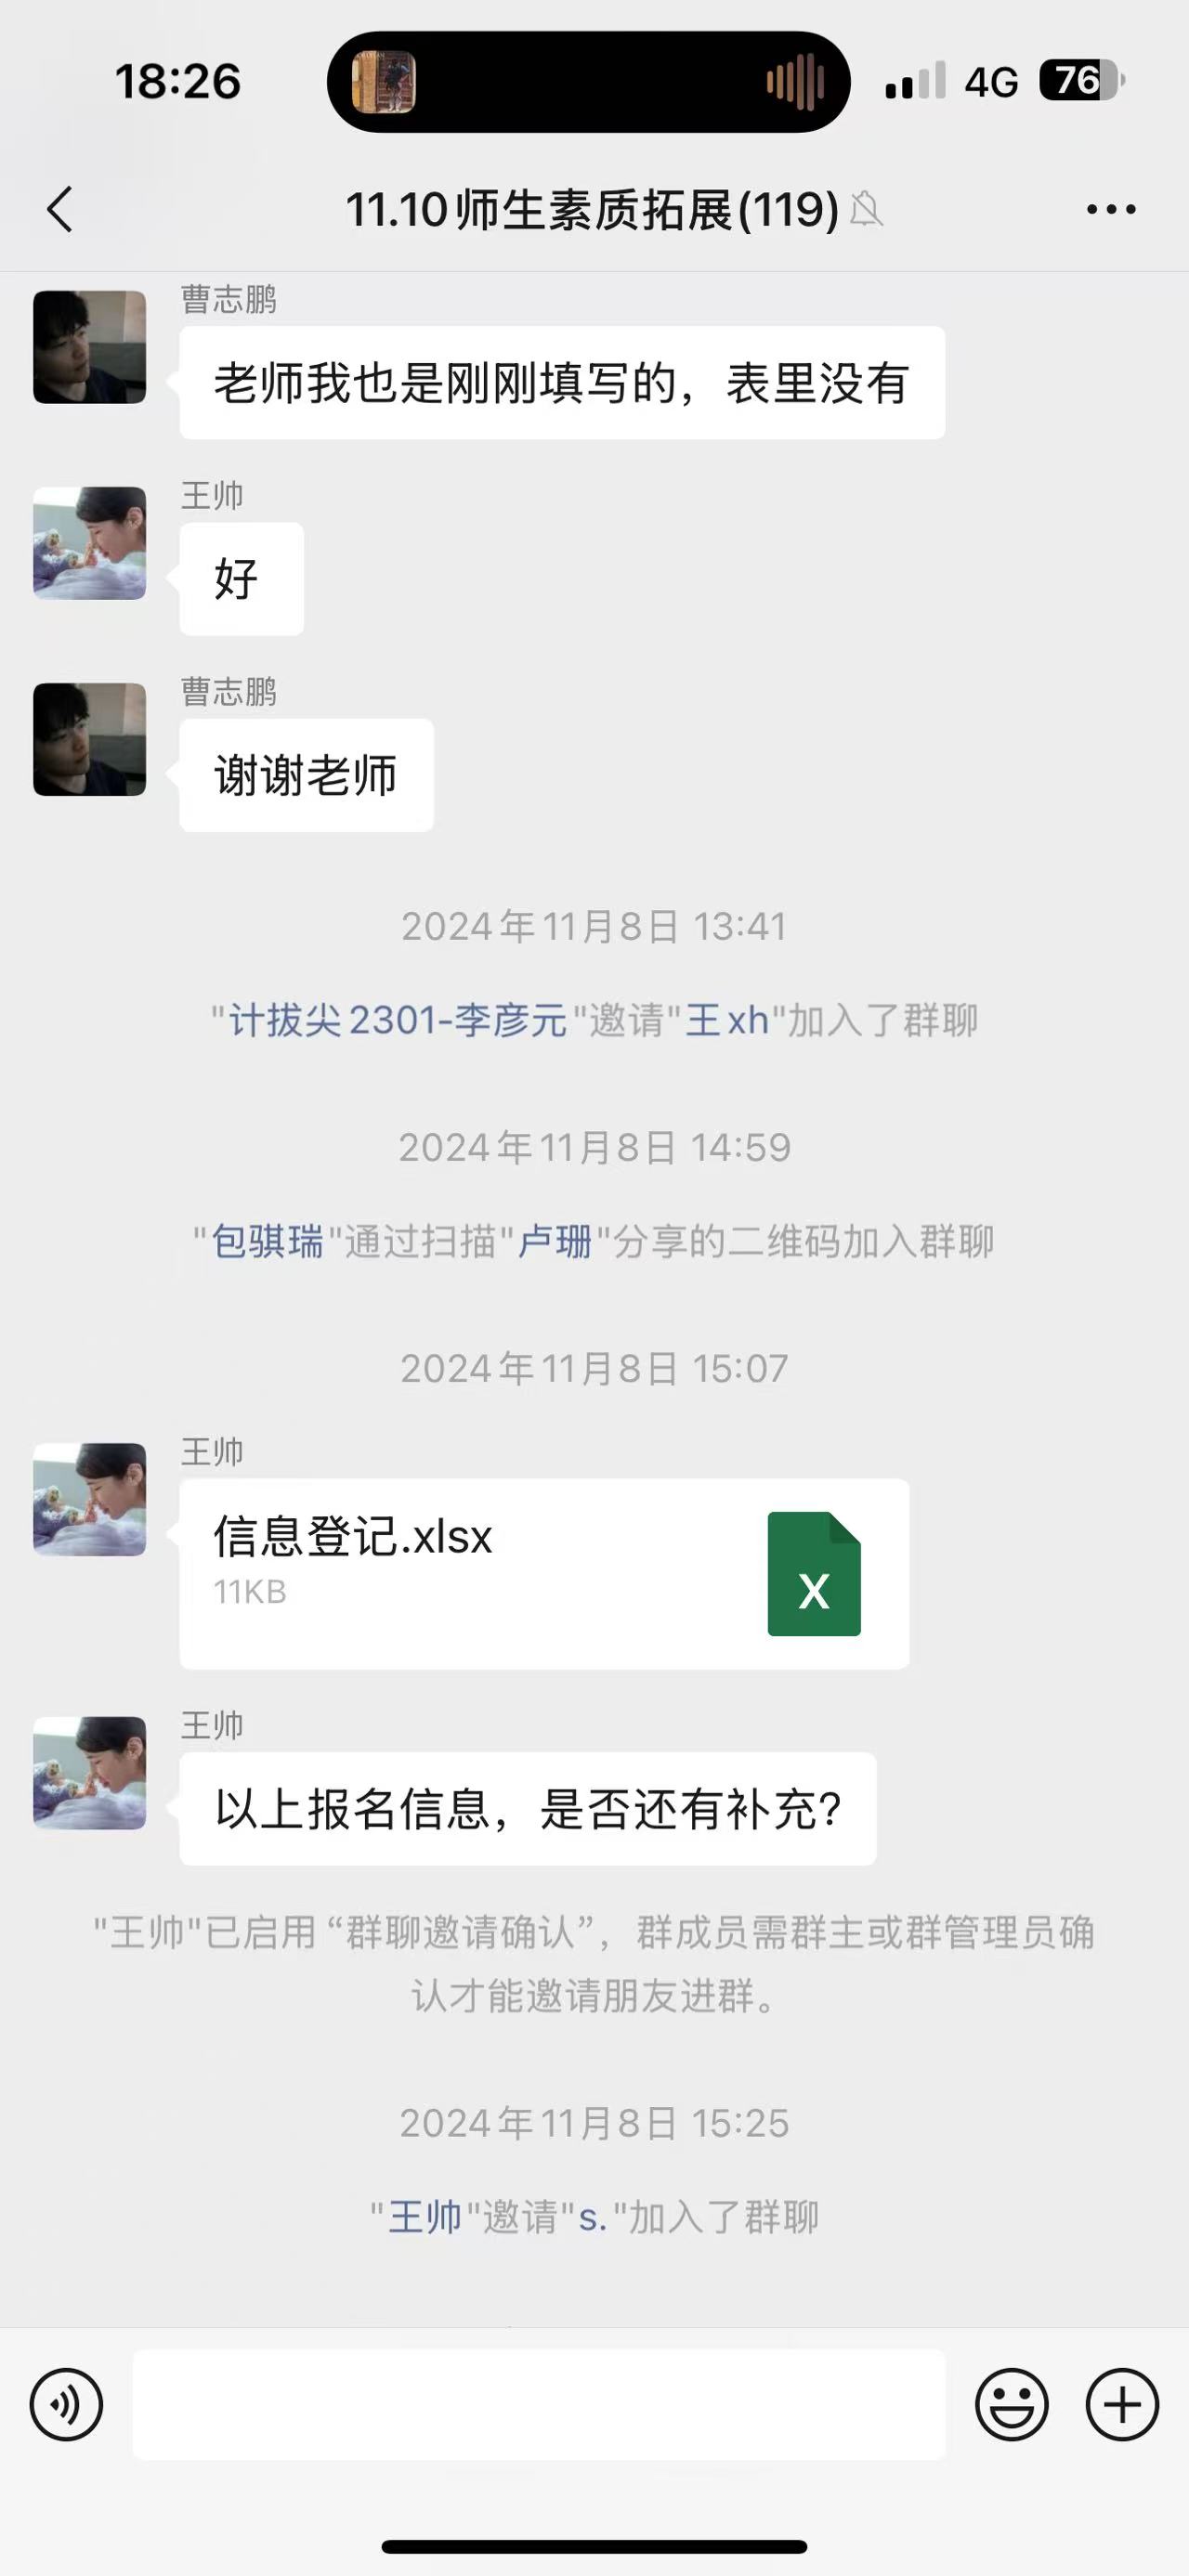 18:26
4G
76
11.10师生素质拓展(119)
曹志鹏
老师我也是刚刚填写的，表里没有
王帅
好
曹志鹏
谢谢老师
2024年11月8日 13:41
"计拔尖2301-李彦元"邀请"王xh"加入了群聊
2024年11月8日 14:59
"包骐瑞"通过扫描"卢珊"分享的二维码加入群聊
2024年11月8日 15:07
王帅
信息登记.xlsx
11KB
X
王帅
以上报名信息，是否还有补充?
"王帅"已启用 “群聊邀请确认”，群成员需群主或群管理员确
认才能邀请朋友进群。
2024年11月8日 15:25
"王帅"邀请"s."加入了群聊